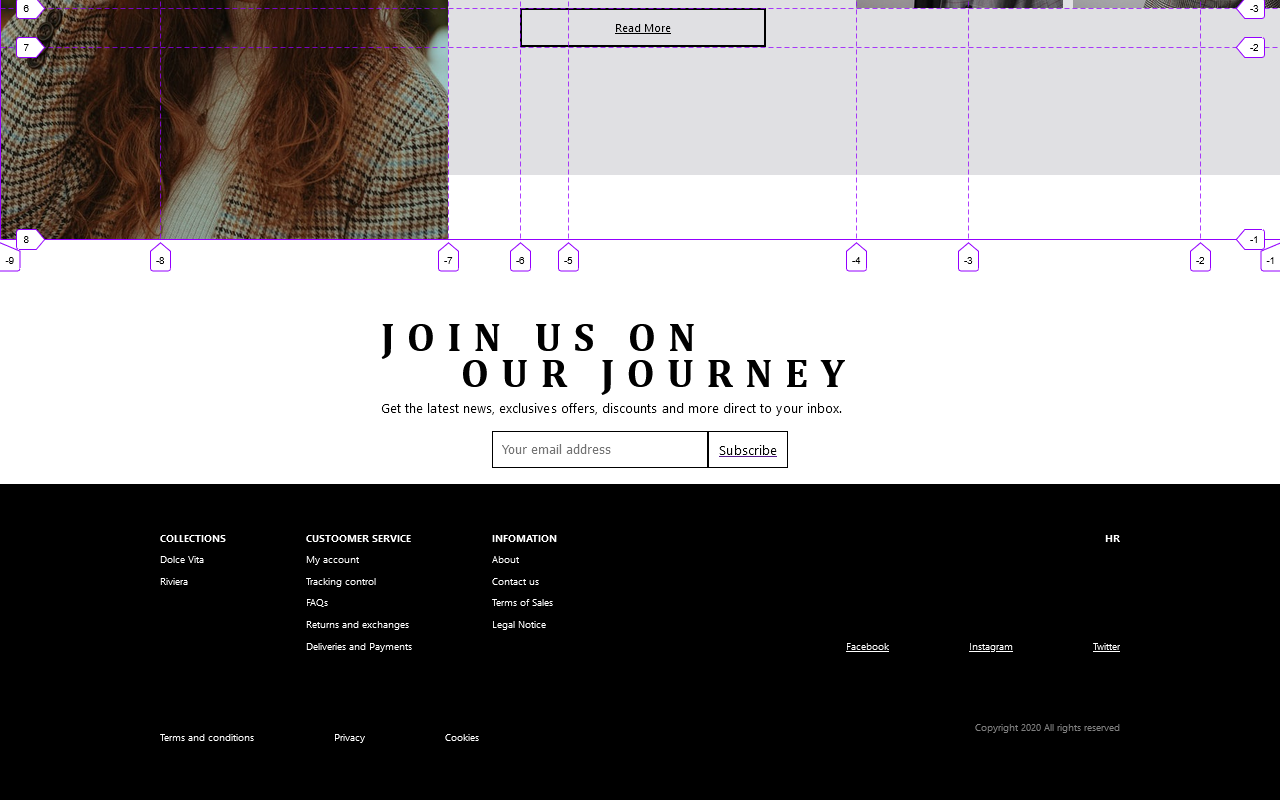 6
-3
Read More
7
-2
8
-1
-9
-8
-7
-6
-5
-4
-3
-2
-1
JOIN US ON
OUR JOURNEY
Get the latest news, exclusives offers, discounts and more direct to your inbox.
Your email address
Subscribe
COLLECTIONS
Dolce Vita
Riviera
CUSTOOMER SERVICE
My account
Tracking control
FAQs
Returns and exchanges
Deliveries and Payments
INFOMATION
About
Contact us
Terms of Sales
Legal Notice
HR
Facebook
Instagram
Twitter
Terms and conditions
Privacy
Cookies
Copyright 2020 All rights reserved